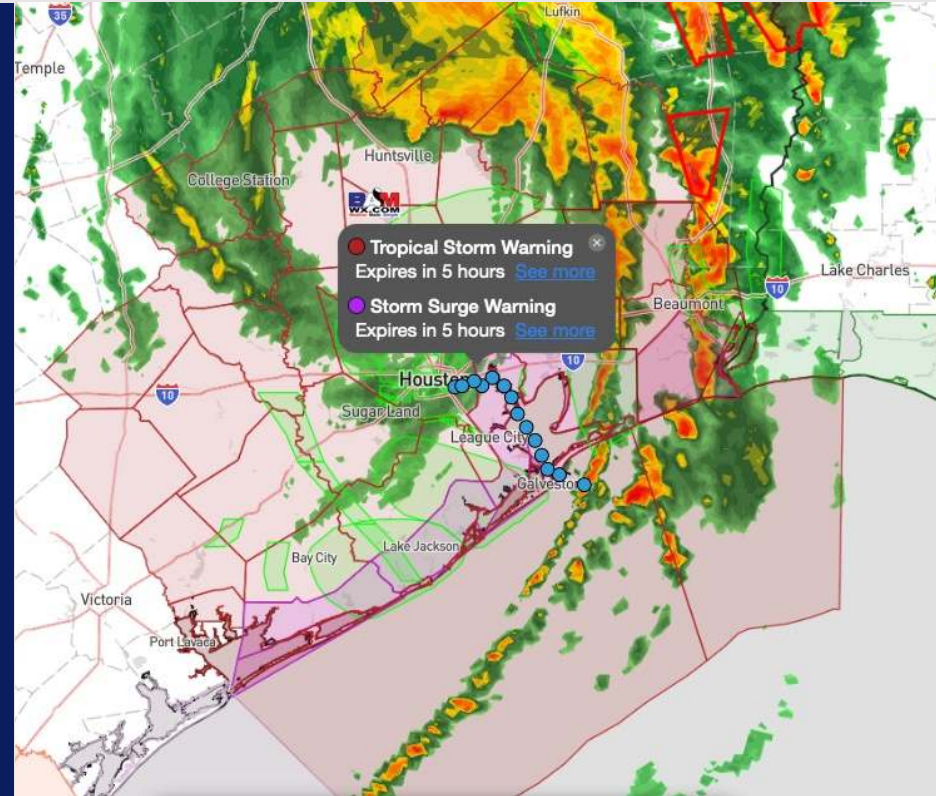 35
Lufkin
Temple
Huntsville
College Station
BAM
WX.COM
Tropical Storm Warning
Expires in 5 hours See more
Storm Surge Warning
Expires in 5 hours See more
Lake Charles
10
Beaumont
10
Houston
10
Sugar Land
League City
Galveston
Lake Jackson
Bay City
Victoria
Port Lavaca